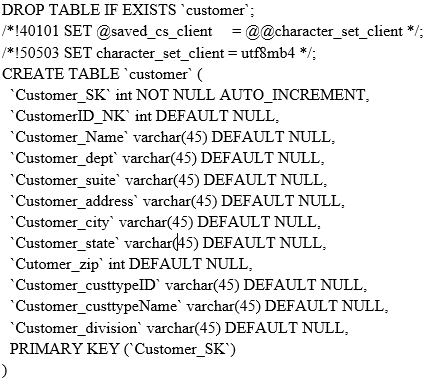 DROP TABLE IF EXISTS `customer`;
/*!40101 SET @saved_cs_client     = @@character_set_client */;
/*!50503 SET character_set_client = utf8mb4 */;
CREATE TABLE `customer` (
  `Customer_SK` int NOT NULL AUTO_INCREMENT,
  `CustomerID_NK` int DEFAULT NULL,
  `Customer_Name` varchar(45) DEFAULT NULL,
  `Customer_dept` varchar(45) DEFAULT NULL,
  `Customer_suite` varchar(45) DEFAULT NULL,
  `Customer_address` varchar(45) DEFAULT NULL,
  `Customer_city` varchar(45) DEFAULT NULL,
  `Customer_state` varchar(45) DEFAULT NULL,
  `Cutomer_zip` int DEFAULT NULL,
  `Customer_custtypeID` varchar(45) DEFAULT NULL,
  `Customer_custtypeName` varchar(45) DEFAULT NULL,
  `Customer_division` varchar(45) DEFAULT NULL,
  PRIMARY KEY (`Customer_SK`)
)